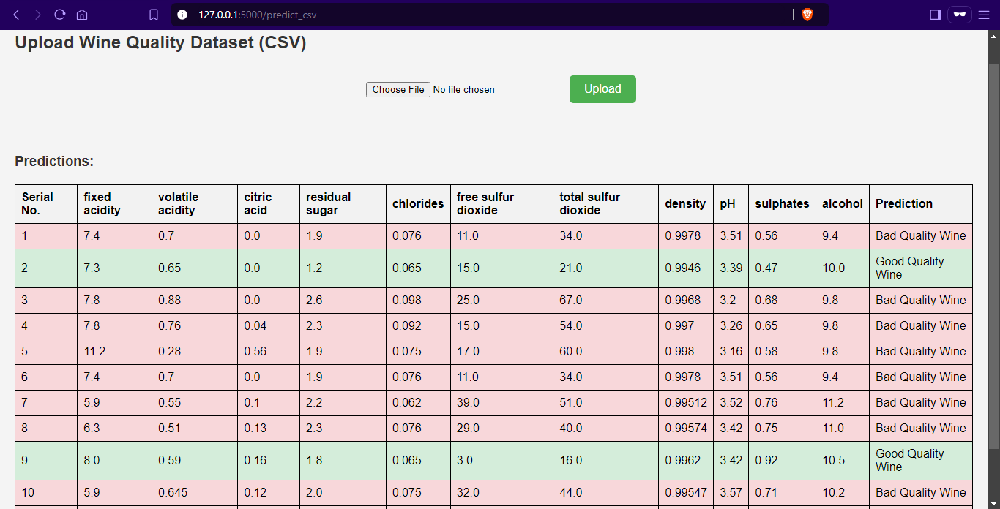 127.0.0.1:5000/predict_csv
Upload Wine Quality Dataset (CSV)
Choose File No file chosen Upload
Predictions:
Serial No. fixed acidity volatile acidity citric acid residual sugar chlorides free sulfur dioxide total sulfur dioxide density pH sulphates alcohol Prediction
1 7.4 0.7 0.0 1.9 0.076 11.0 34.0 0.9978 3.51 0.56 9.4 Bad Quality Wine
2 7.3 0.65 0.0 1.2 0.065 15.0 21.0 0.9946 3.39 0.47 10.0 Good Quality Wine
3 7.8 0.88 0.0 2.6 0.098 25.0 67.0 0.9968 3.2 0.68 9.8 Bad Quality Wine
4 7.8 0.76 0.04 2.3 0.092 15.0 54.0 0.997 3.26 0.65 9.8 Bad Quality Wine
5 11.2 0.28 0.56 1.9 0.075 17.0 60.0 0.998 3.16 0.58 9.8 Bad Quality Wine
6 7.4 0.7 0.0 1.9 0.076 11.0 34.0 0.9978 3.51 0.56 9.4 Bad Quality Wine
7 5.9 0.55 0.1 2.2 0.062 39.0 51.0 0.99512 3.52 0.76 11.2 Bad Quality Wine
8 6.3 0.51 0.13 2.3 0.076 29.0 40.0 0.99574 3.42 0.75 11.0 Bad Quality Wine
9 8.0 0.59 0.16 1.8 0.065 3.0 16.0 0.9962 3.42 0.92 10.5 Good Quality Wine
10 5.9 0.645 0.12 2.0 0.075 32.0 44.0 0.99547 3.57 0.71 10.2 Bad Quality Wine